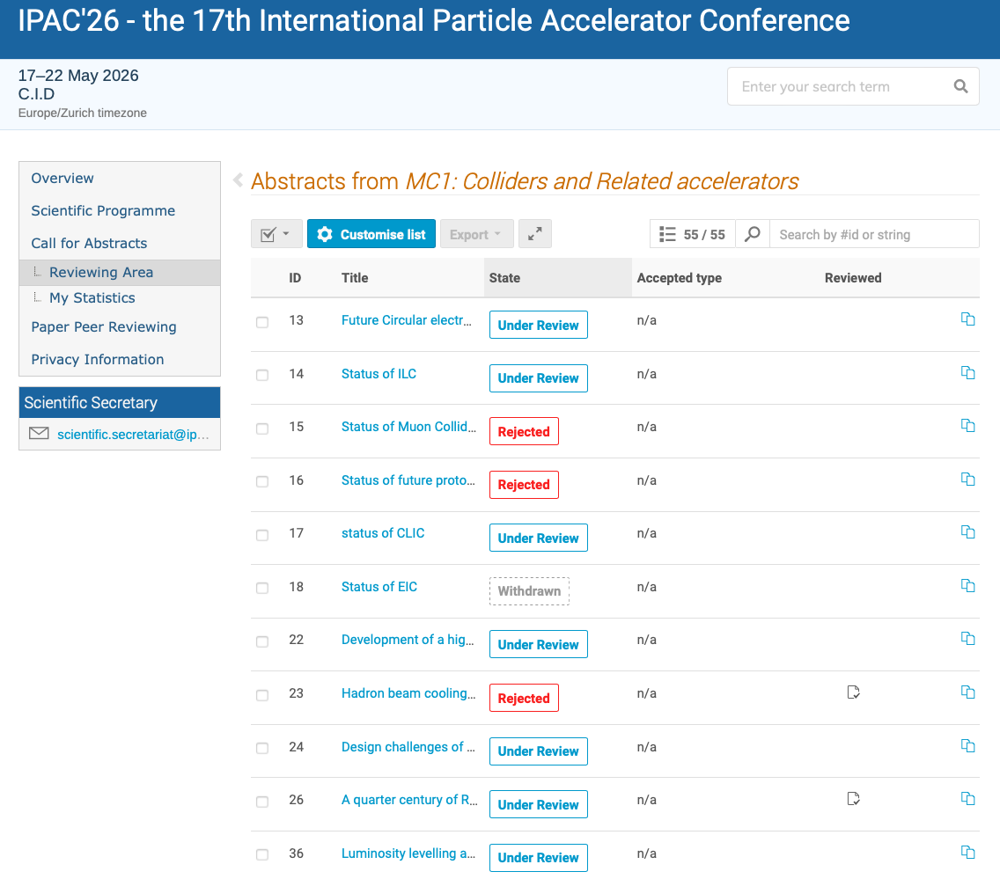 IPAC'26 - the 17th International Particle Accelerator Conference
17–22 May 2026
C.I.D
Europe/Zurich timezone
Enter your search term
Overview
Scientific Programme
Call for Abstracts
Reviewing Area
My Statistics
Paper Peer Reviewing
Privacy Information
Scientific Secretary
scientific.secretariat@ip...
Abstracts from MC1: Colliders and Related accelerators
Customise list
Export
55 / 55
Search by #id or string
ID Title State Accepted type Reviewed
13 Future Circular electr... Under Review n/a
14 Status of ILC Under Review n/a
15 Status of Muon Collid... Rejected n/a
16 Status of future proto... Rejected n/a
17 status of CLIC Under Review n/a
18 Status of EIC Withdrawn n/a
22 Development of a hig... Under Review n/a
23 Hadron beam cooling... Rejected n/a
24 Design challenges of ... Under Review n/a
26 A quarter century of R... Under Review n/a
36 Luminosity levelling a... Under Review n/a